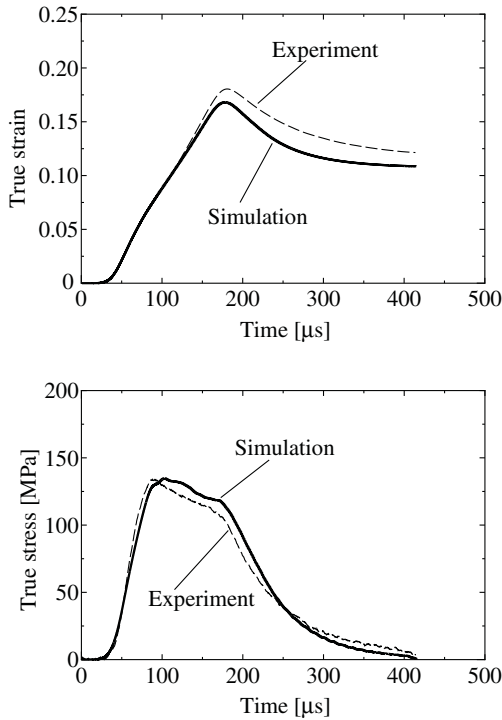 0.25
0.20
0.15
0.10
0.05
0
True strain
Experiment
Simulation
0 100 200 300 400 500
Time [μs]
200
150
100
50
0
True stress [MPa]
Simulation
Experiment
0 100 200 300 400 500
Time [μs]